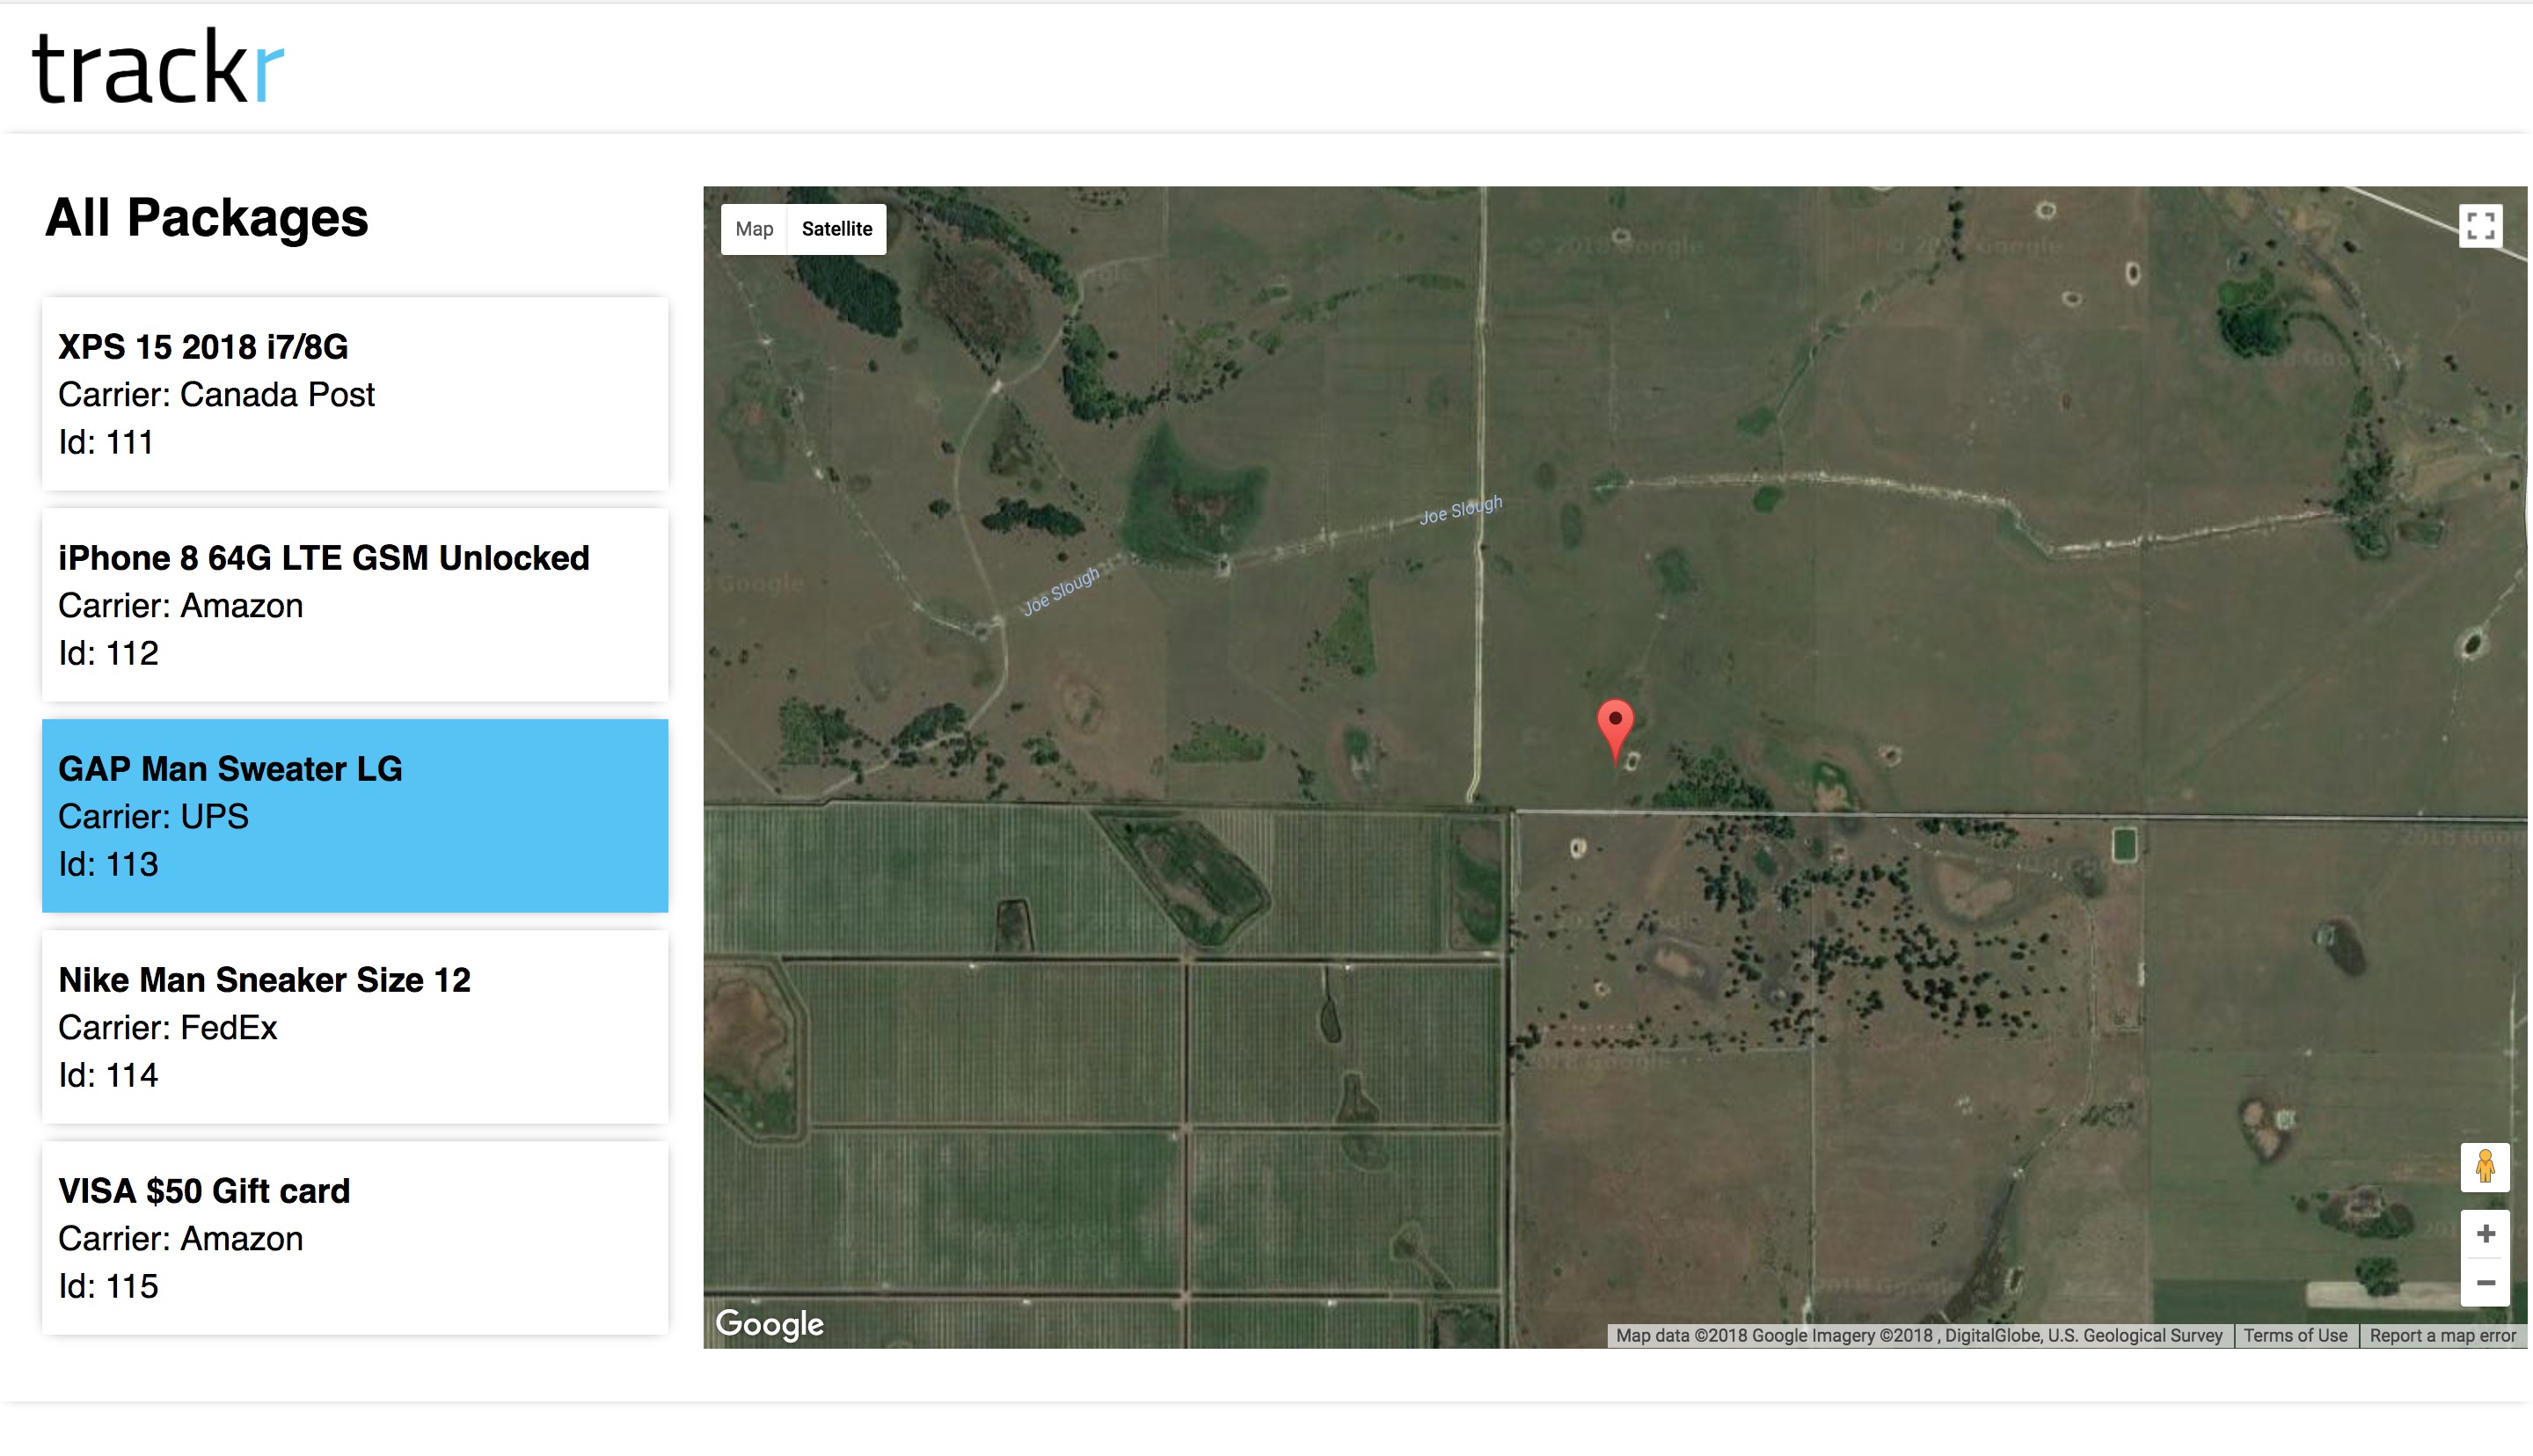 trackr
All Packages
XPS 15 2018 i7/8G
Carrier: Canada Post
Id: 111
iPhone 8 64G LTE GSM Unlocked
Carrier: Amazon
Id: 112
GAP Man Sweater LG
Carrier: UPS
Id: 113
Nike Man Sneaker Size 12
Carrier: FedEx
Id: 114
VISA $50 Gift card
Carrier: Amazon
Id: 115
Map Satellite
Joe Slough
Joe Slough
Google
Map data ©2018 Google Imagery ©2018 , DigitalGlobe, U.S. Geological Survey Terms of Use Report a map error